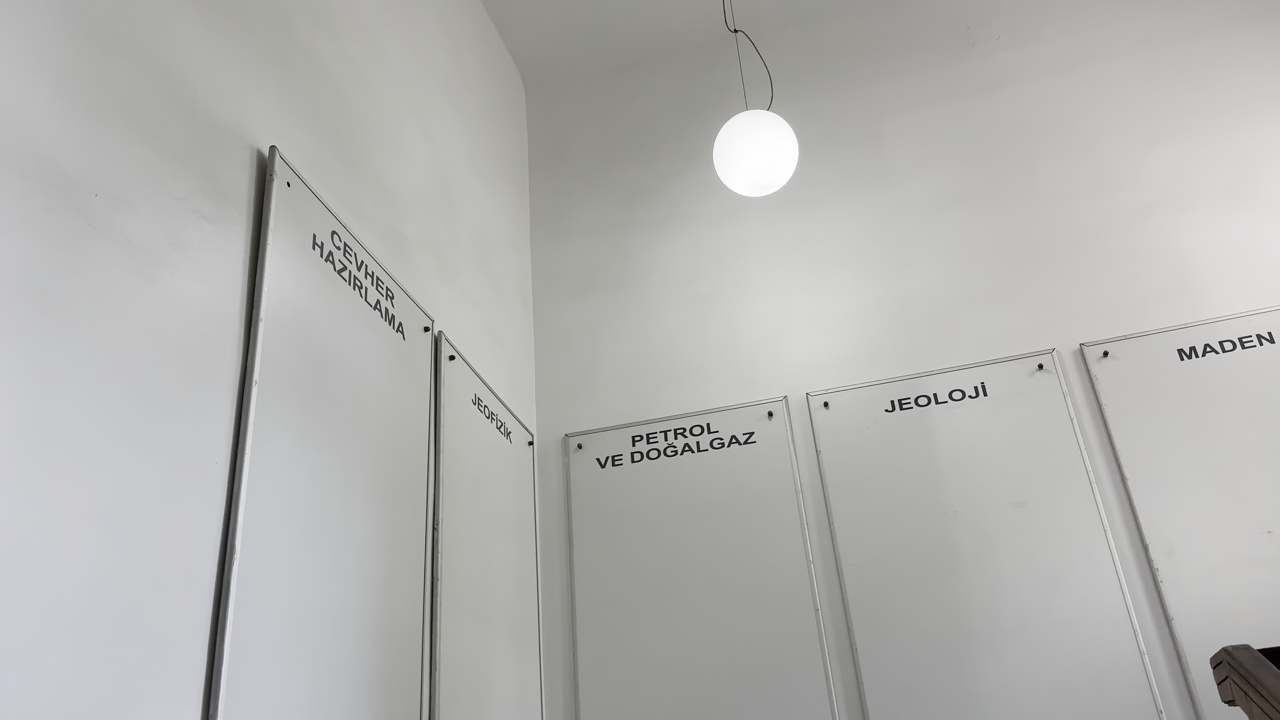 CEVHER
HAZIRLAMA
JEOFİZİK
PETROL
VE DOĞALGAZ
JEOLOJİ
MADEN